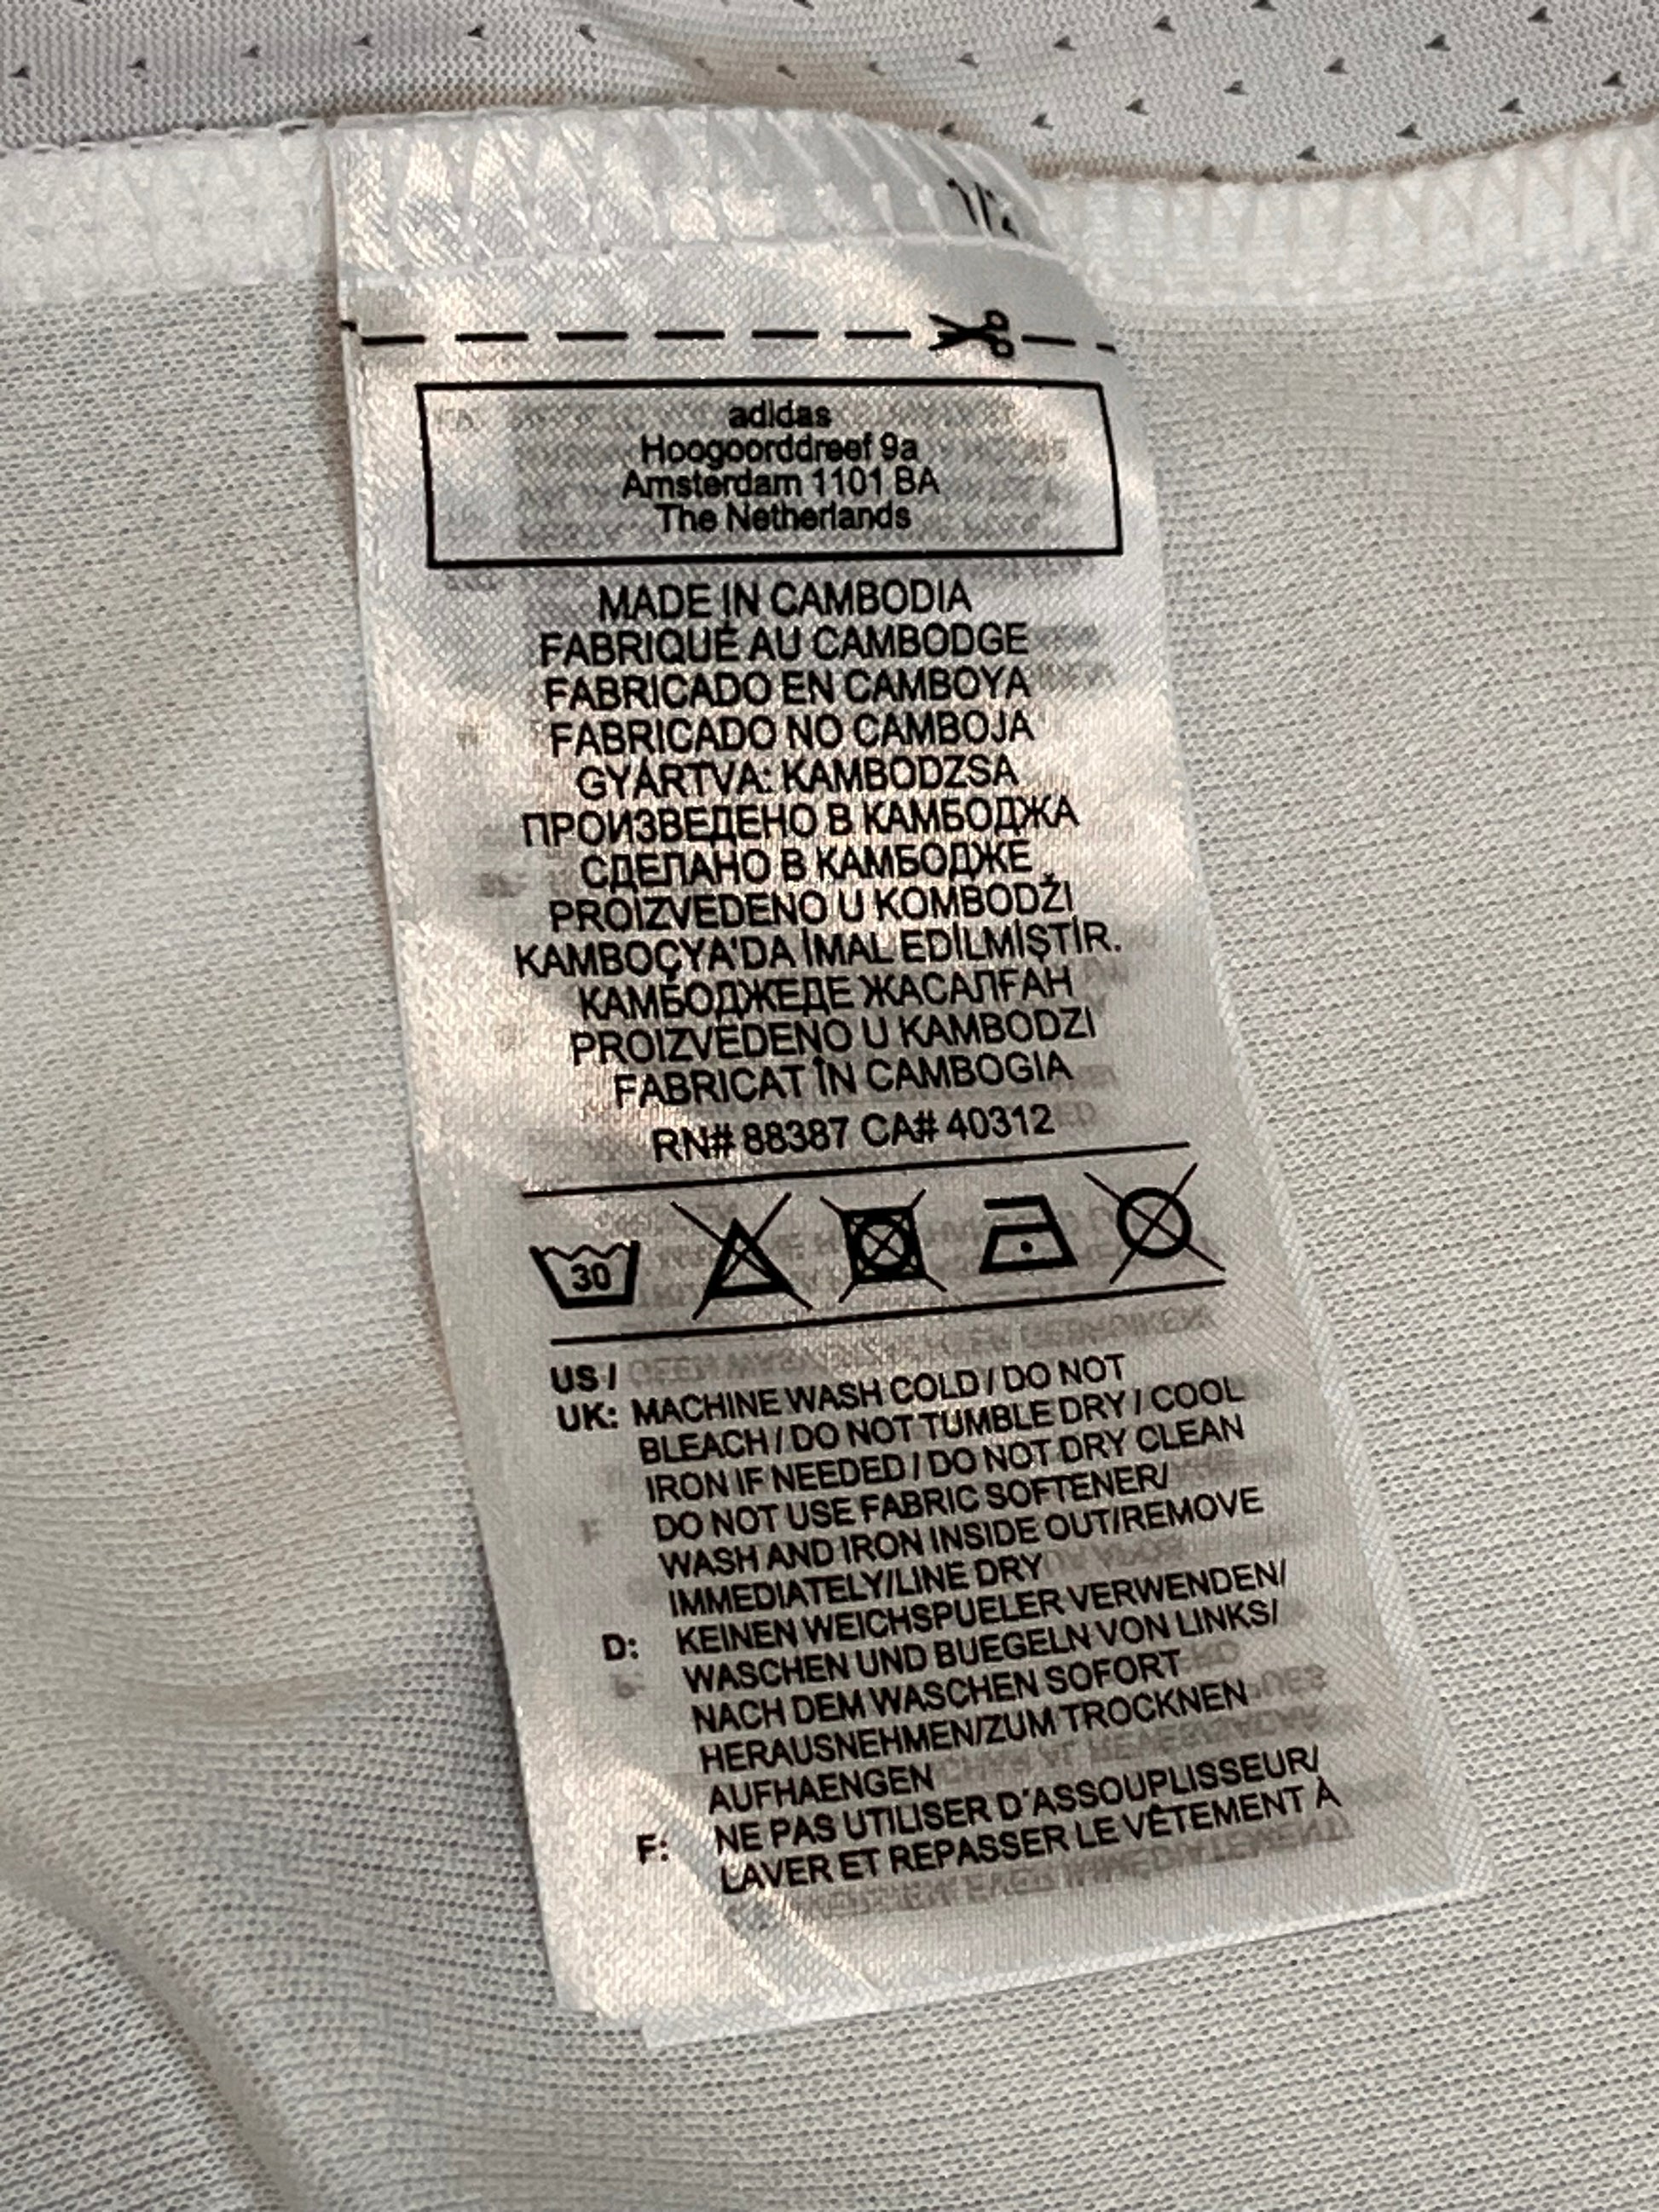 1/2
adidas
Hoogoorddreef 9a
Amsterdam 1101 BA
The Netherlands
MADE IN CAMBODIA
FABRIQUÉ AU CAMBODGE
FABRICADO EN CAMBOYA
FABRICADO NO CAMBOJA
GYÁRTVA: KAMBODZSA
ПРОИЗВЕДЕНО В КАМБОДЖА
СДЕЛАНО В КАМБОДЖЕ
PROIZVEDENO U KOMBODŽI
KAMBOÇYA'DA İMAL EDİLMİŞTİR.
КАМБОДЖЕДЕ ЖАСАЛҒАН
PROIZVEDENO U KAMBODZI
FABRICAT ÎN CAMBOGIA
RN# 88387 CA# 40312
30
US /
UK: MACHINE WASH COLD / DO NOT
BLEACH / DO NOT TUMBLE DRY / COOL
IRON IF NEEDED / DO NOT DRY CLEAN
DO NOT USE FABRIC SOFTENER/
WASH AND IRON INSIDE OUT/REMOVE
IMMEDIATELY/LINE DRY
D: KEINEN WEICHSPUELER VERWENDEN/
WASCHEN UND BUEGELN VON LINKS/
NACH DEM WASCHEN SOFORT
HERAUSNEHMEN/ZUM TROCKNEN
AUFHAENGEN
F: NE PAS UTILISER D'ASSOUPLISSEUR/
LAVER ET REPASSER LE VÊTEMENT À